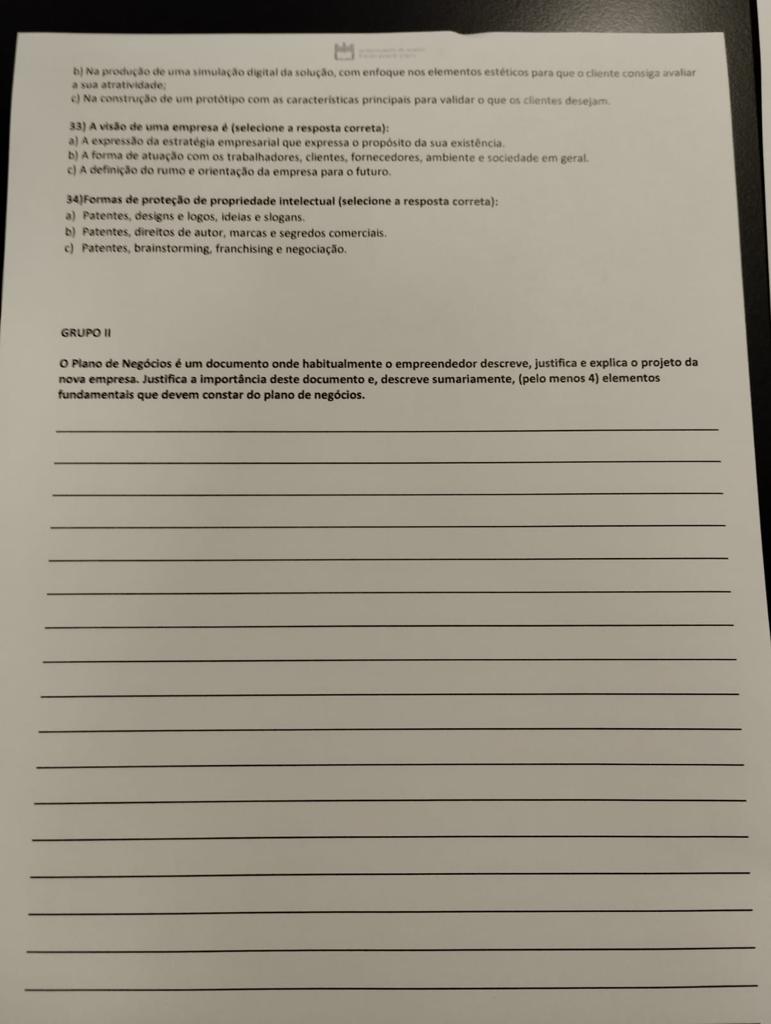 b) Na produção de uma simulação digital da solução, com enfoque nos elementos estéticos para que o cliente consiga avaliar
a sua atratividade;
c) Na construção de um protótipo com as características principais para validar o que os clientes desejam.
33) A visão de uma empresa é (selecione a resposta correta):
a) A expressão da estratégia empresarial que expressa o propósito da sua existência.
b) A forma de atuação com os trabalhadores, clientes, fornecedores, ambiente e sociedade em geral.
c) A definição do rumo e orientação da empresa para o futuro.
34)Formas de proteção de propriedade intelectual (selecione a resposta correta):
a) Patentes, designs e logos, ideias e slogans.
b) Patentes, direitos de autor, marcas e segredos comerciais.
c) Patentes, brainstorming, franchising e negociação.
GRUPO II
O Plano de Negócios é um documento onde habitualmente o empreendedor descreve, justifica e explica o projeto da
nova empresa. Justifica a importância deste documento e, descreve sumariamente, (pelo menos 4) elementos
fundamentais que devem constar do plano de negócios.